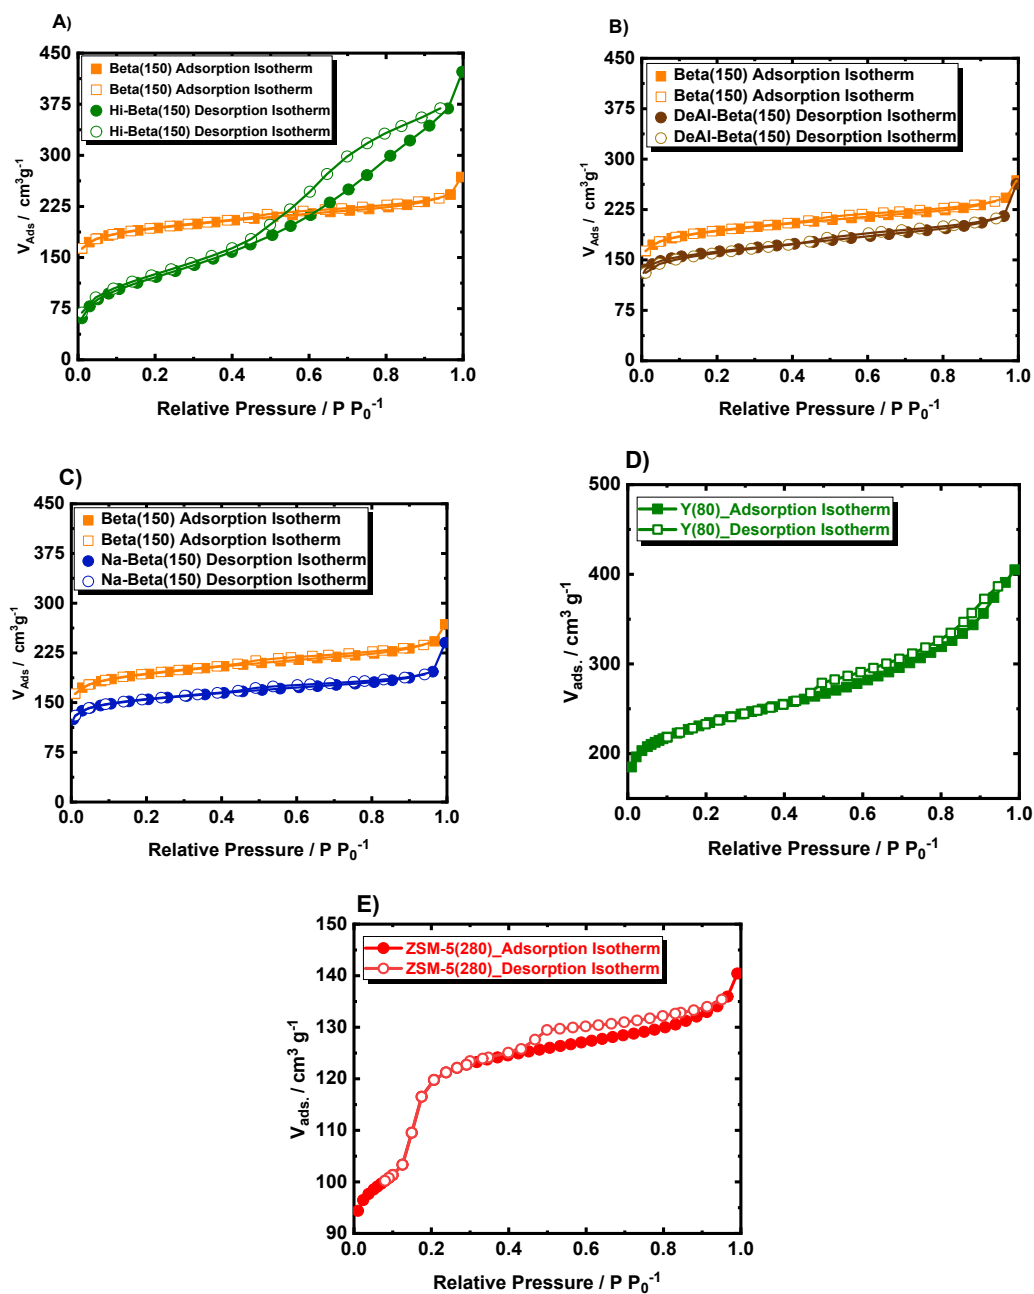 A)
450
375
300
225
150
75
0
Beta(150) Adsorption Isotherm
Beta(150) Adsorption Isotherm
Hi-Beta(150) Desorption Isotherm
Hi-Beta(150) Desorption Isotherm
V_Ads / cm³g⁻¹
0.0 0.2 0.4 0.6 0.8 1.0
Relative Pressure / P P₀⁻¹
B)
450
375
300
225
150
75
0
Beta(150) Adsorption Isotherm
Beta(150) Adsorption Isotherm
DeAl-Beta(150) Desorption Isotherm
DeAl-Beta(150) Desorption Isotherm
V_Ads / cm³g⁻¹
0.0 0.2 0.4 0.6 0.8 1.0
Relative Pressure / P P₀⁻¹
C)
450
375
300
225
150
75
0
Beta(150) Adsorption Isotherm
Beta(150) Adsorption Isotherm
Na-Beta(150) Desorption Isotherm
Na-Beta(150) Desorption Isotherm
V_Ads / cm³g⁻¹
0.0 0.2 0.4 0.6 0.8 1.0
Relative Pressure / P P₀⁻¹
D)
500
400
300
200
Y(80)_Adsorption Isotherm
Y(80)_Desorption Isotherm
V_ads. / cm³ g⁻¹
0.0 0.2 0.4 0.6 0.8 1.0
Relative Pressure / P P₀⁻¹
E)
150
140
130
120
110
100
90
ZSM-5(280)_Adsorption Isotherm
ZSM-5(280)_Desorption Isotherm
V_ads. / cm³ g⁻¹
0.0 0.2 0.4 0.6 0.8 1.0
Relative Pressure / P P₀⁻¹